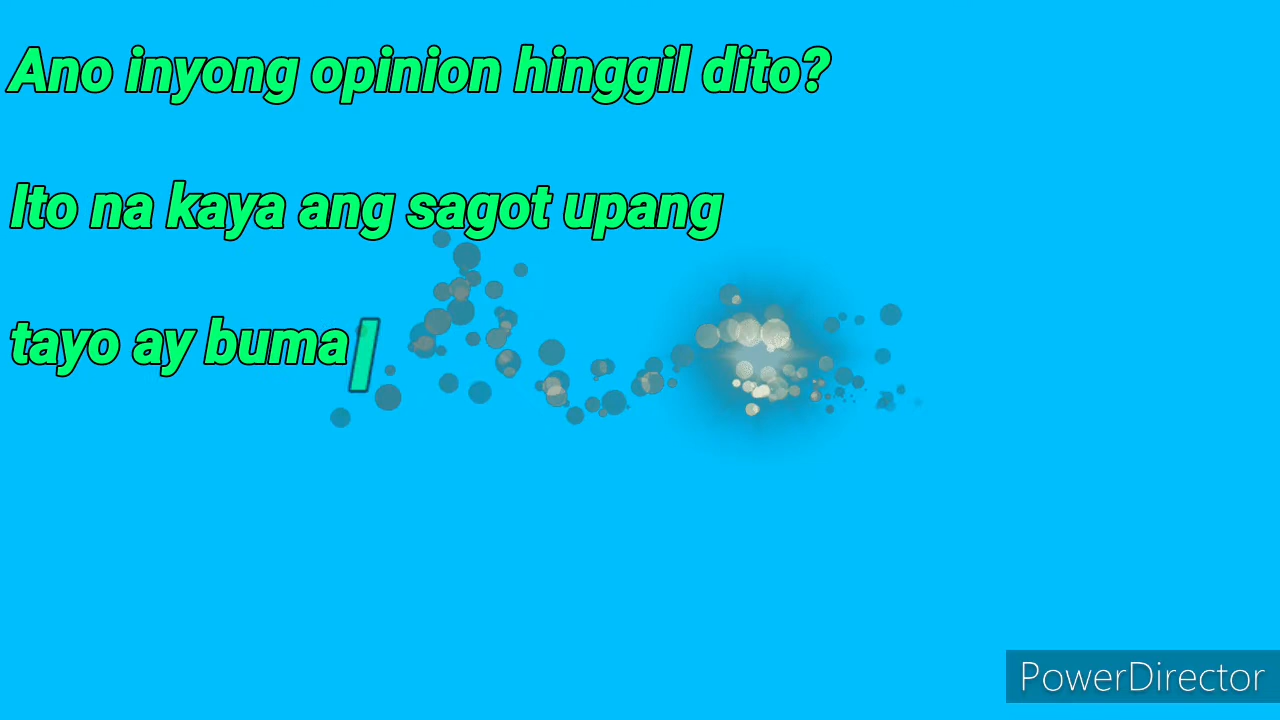 Ano inyong opinion hinggil dito?
Ito na kaya ang sagot upang
tayo ay buma
PowerDirector